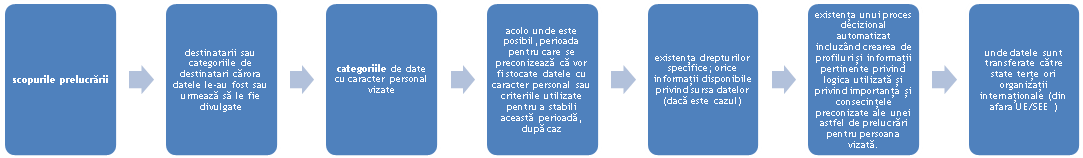 scopurile prelucrării
destinatarii sau
categoriile de
destinatari cărora
datele le-au fost sau
urmează să le fie
divulgate
categoriile de date
cu caracter personal
vizate
acolo unde este
posibil, perioada
pentru care se
preconizează că vor
fi stocate datele cu
caracter personal sau
criteriile utilizate
pentru a stabili
această perioadă,
după caz
existența drepturilor
specifice; orice
informații disponibile
privind sursa datelor
(dacă este cazul)
existența unui proces
decizional
automatizat
incluzând crearea de
profiluri și informații
pertinente privind
logica utilizată și
privind importanța și
consecințele
preconizate ale unei
astfel de prelucrări
pentru persoana
vizată.
unde datele sunt
transferate către
state terțe ori
organizații
internaționale (din
afara UE/SEE )